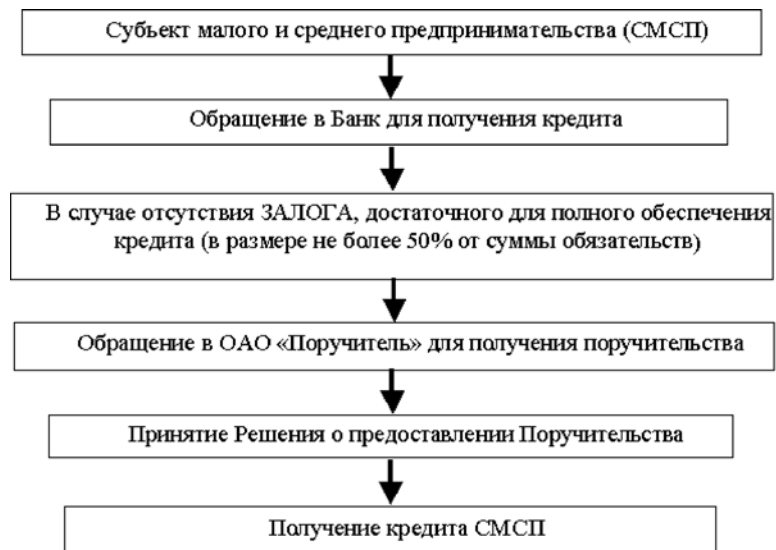 Субъект малого и среднего предпринимательства (СМСП)
Обращение в Банк для получения кредита
В случае отсутствия ЗАЛОГА, достаточного для полного обеспечения
кредита (в размере не более 50% от суммы обязательств)
Обращение в ОАО «Поручитель» для получения поручительства
Принятие Решения о предоставлении Поручительства
Получение кредита СМСП